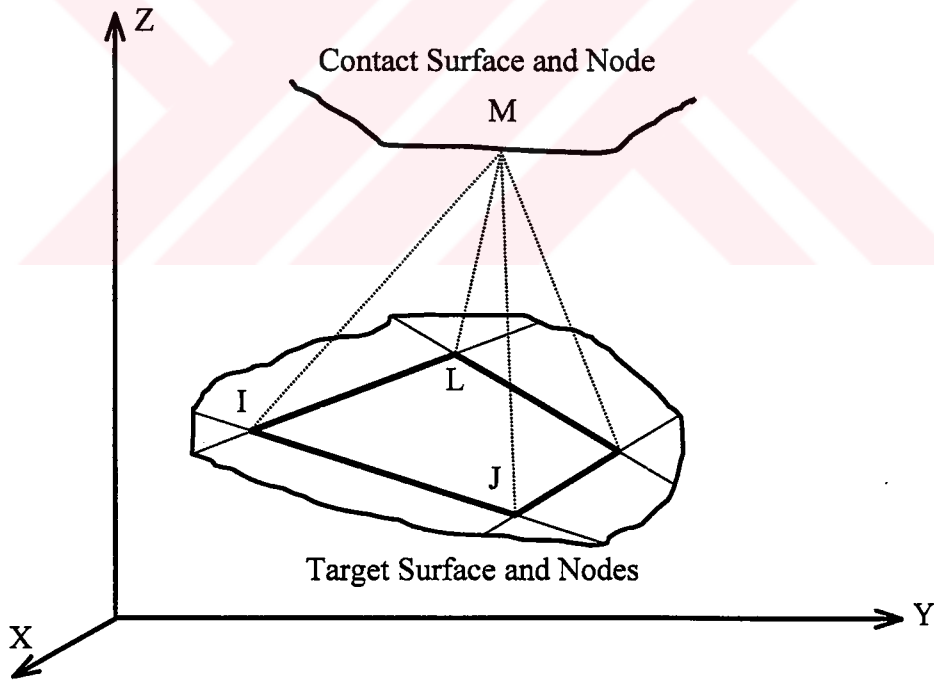 Z
Contact Surface and Node
M
I
L
J
Target Surface and Nodes
X
Y